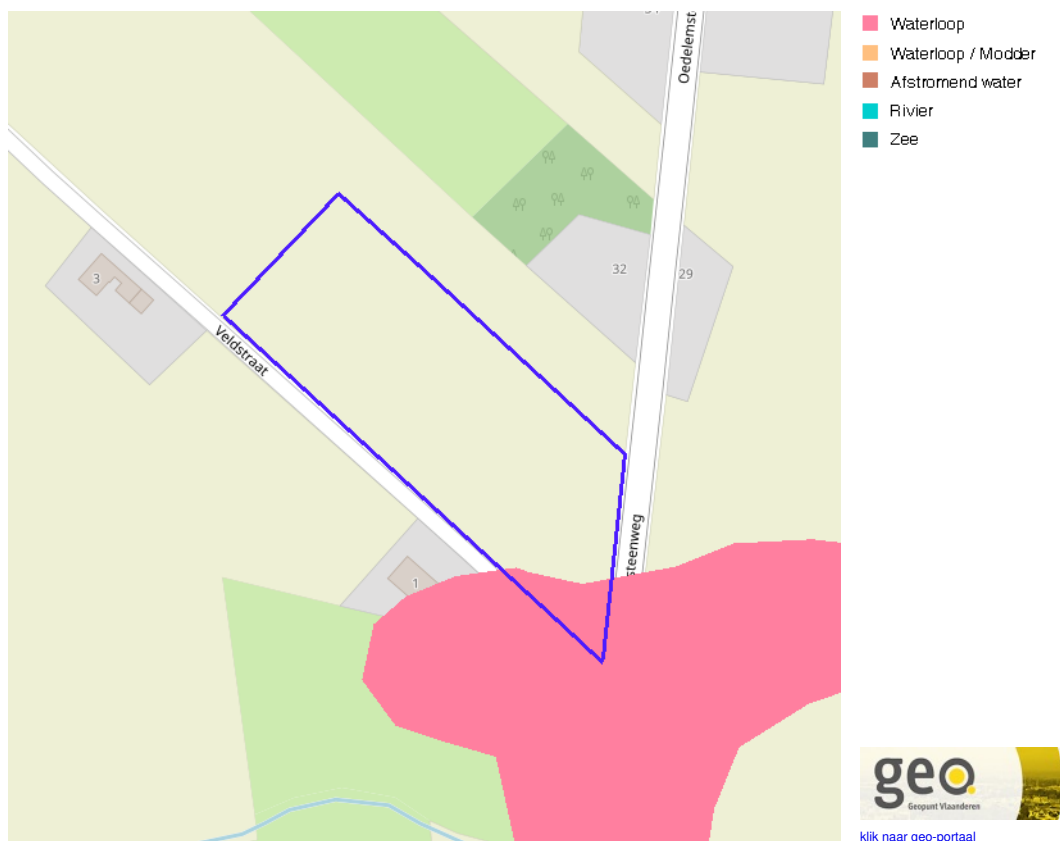 Oedelemst
32
29
3
Veldstraat
steenweg
1
Waterloop
Waterloop / Modder
Afstromend water
Rivier
Zee
geo
Geopunt Vlaanderen
klik naar geo-portaal